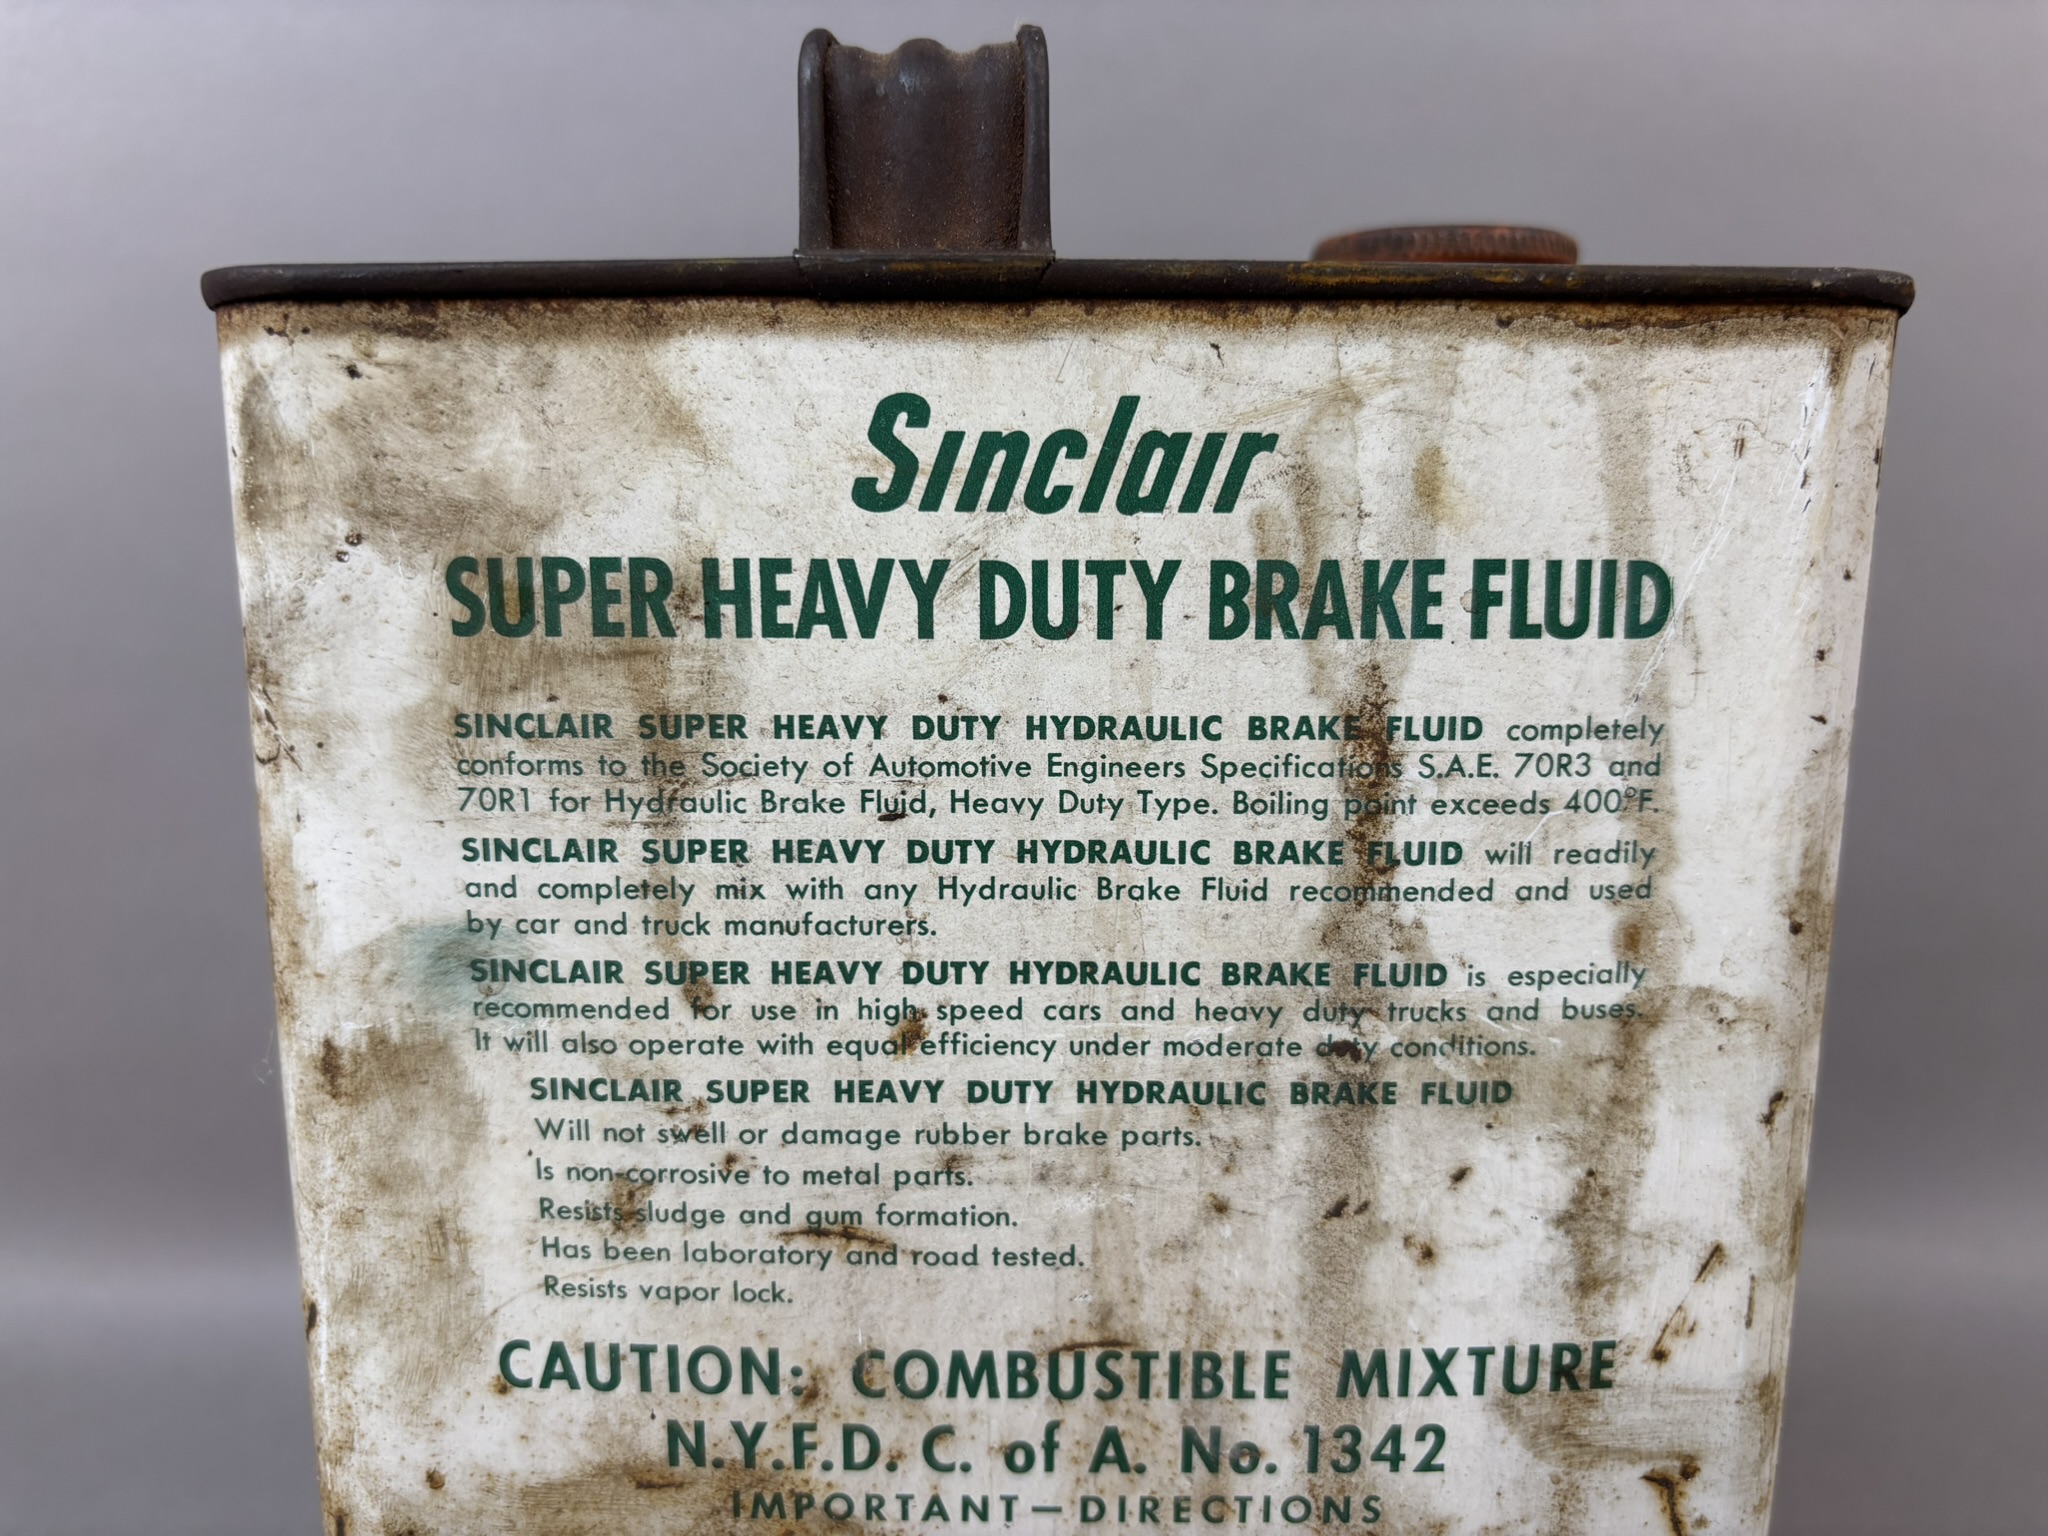 Sinclair
SUPER HEAVY DUTY BRAKE FLUID
SINCLAIR SUPER HEAVY DUTY HYDRAULIC BRAKE FLUID completely
conforms to the Society of Automotive Engineers Specifications S.A.E. 70R3 and
70R1 for Hydraulic Brake Fluid, Heavy Duty Type. Boiling point exceeds 400°F.
SINCLAIR SUPER HEAVY DUTY HYDRAULIC BRAKE FLUID will readily
and completely mix with any Hydraulic Brake Fluid recommended and used
by car and truck manufacturers.
SINCLAIR SUPER HEAVY DUTY HYDRAULIC BRAKE FLUID is especially
recommended for use in high speed cars and heavy duty trucks and buses.
It will also operate with equal efficiency under moderate duty conditions.
SINCLAIR SUPER HEAVY DUTY HYDRAULIC BRAKE FLUID
Will not swell or damage rubber brake parts.
Is non-corrosive to metal parts.
Resists sludge and gum formation.
Has been laboratory and road tested.
Resists vapor lock.
CAUTION: COMBUSTIBLE MIXTURE
N.Y.F.D. C. of A. No. 1342
IMPORTANT—DIRECTIONS